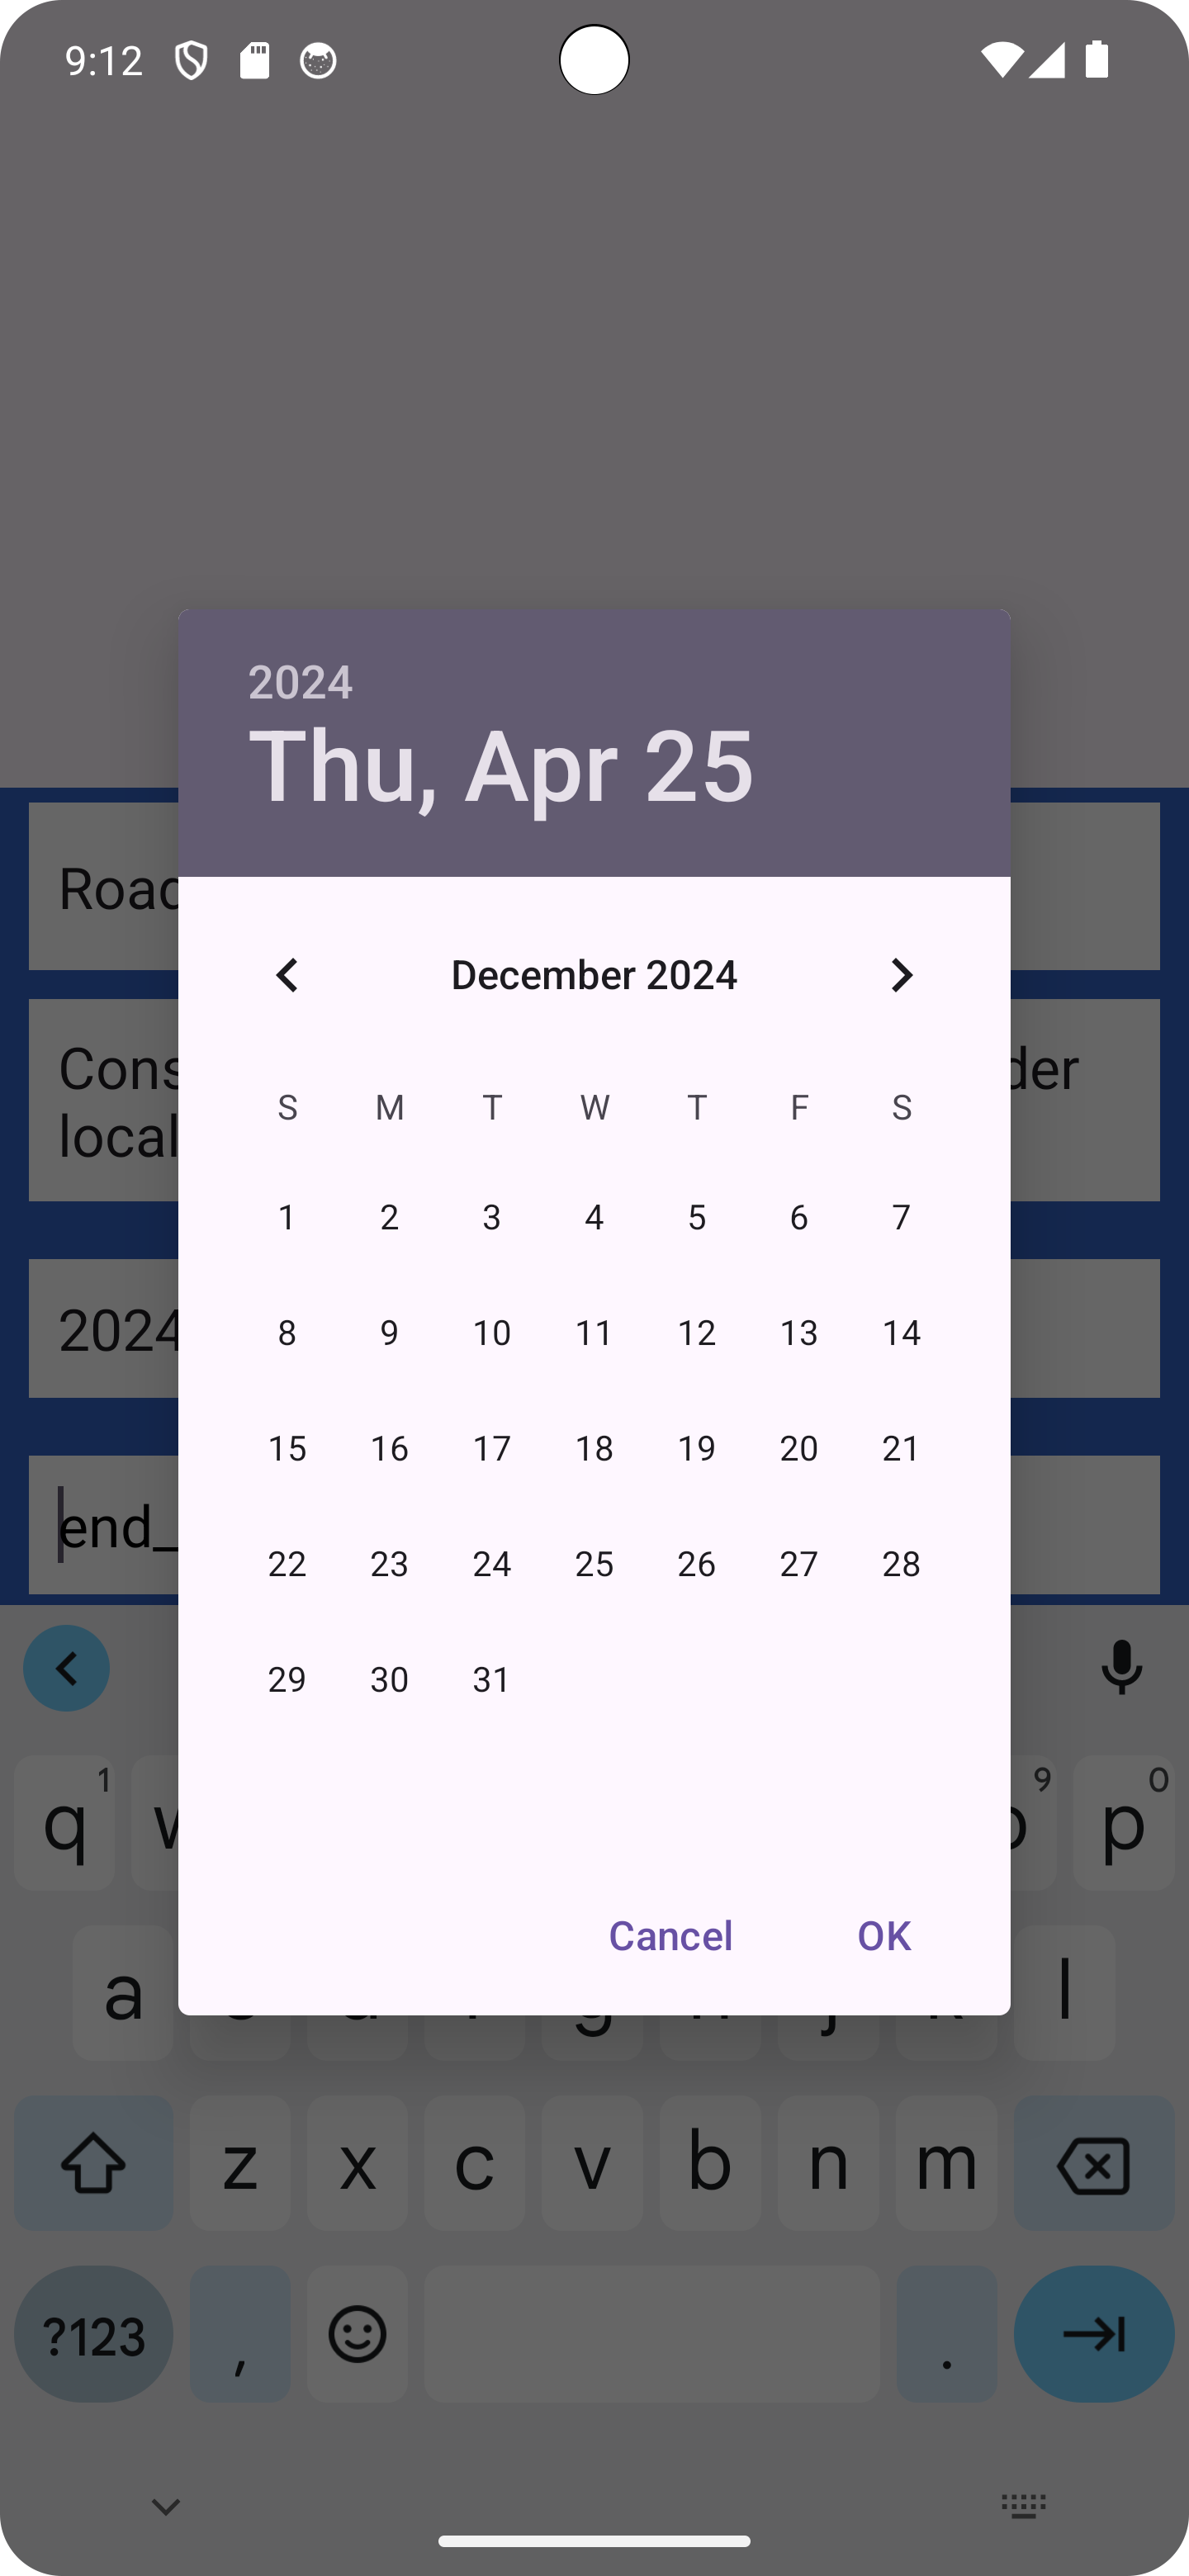 9:12
2024
Thu, Apr 25
December 2024
S M T W T F S
1 2 3 4 5 6 7
8 9 10 11 12 13 14
15 16 17 18 19 20 21
22 23 24 25 26 27 28
29 30 31
Cancel OK
der
local
2024
end_
q 1 9 p 0
a l
z x c v b n m
?123 , .